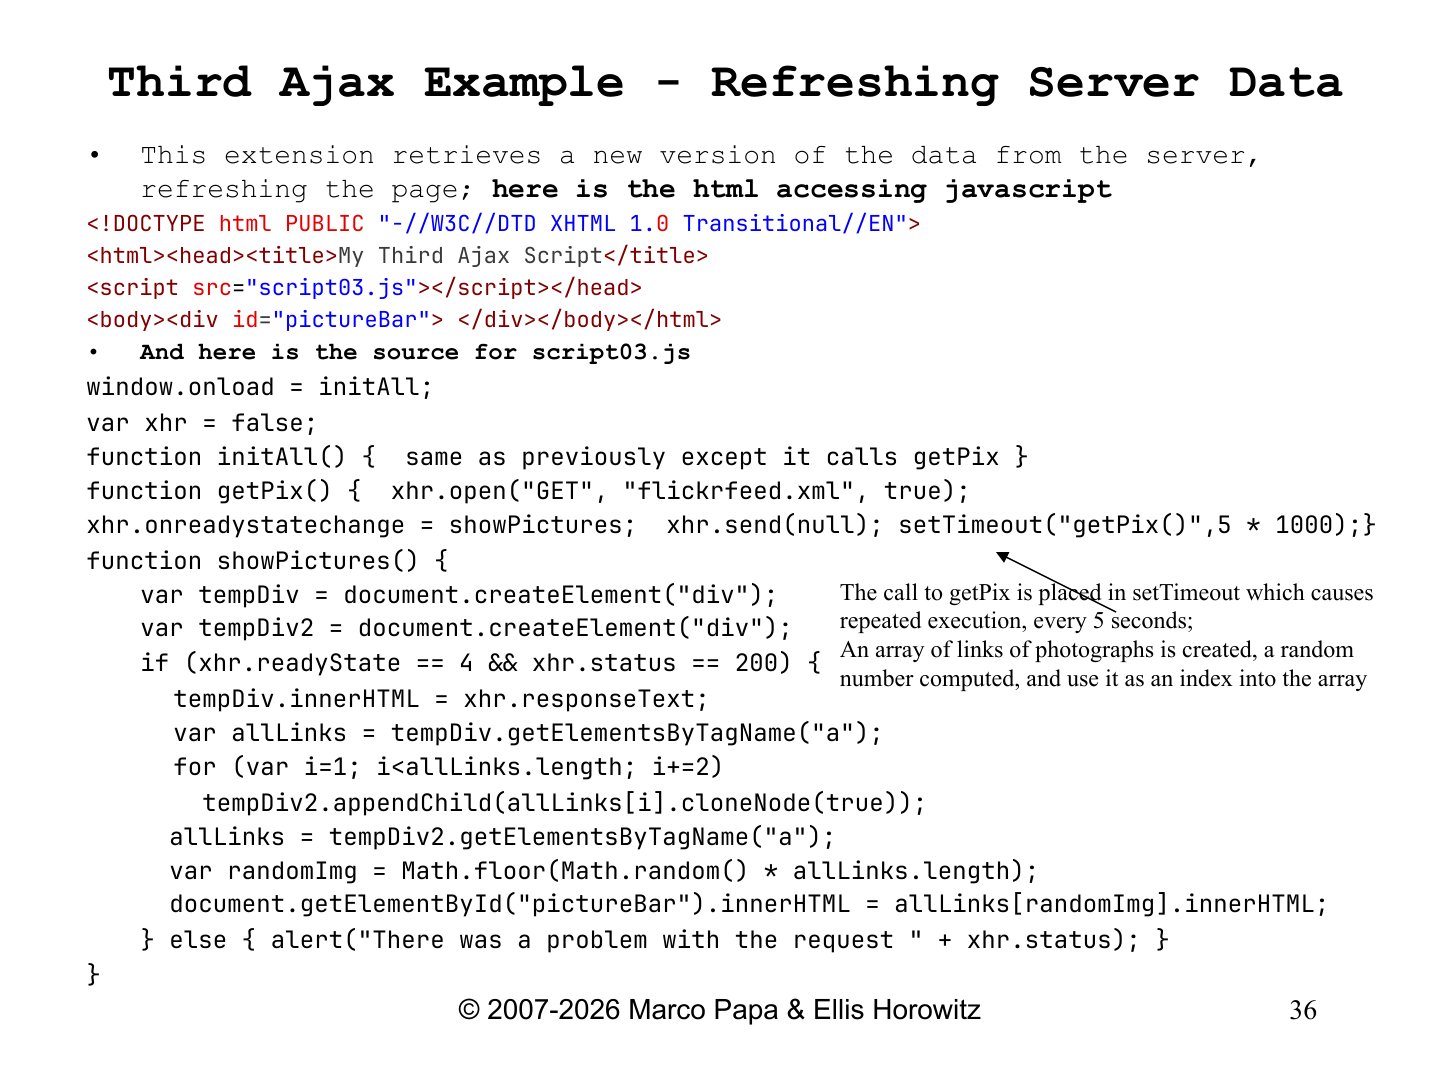 Third Ajax Example - Refreshing Server Data
• This extension retrieves a new version of the data from the server,
refreshing the page; here is the html accessing javascript
<!DOCTYPE html PUBLIC "-//W3C//DTD XHTML 1.0 Transitional//EN">
<html><head><title>My Third Ajax Script</title>
<script src="script03.js"></script></head>
<body><div id="pictureBar"> </div></body></html>
• And here is the source for script03.js
window.onload = initAll;
var xhr = false;
function initAll() {  same as previously except it calls getPix }
function getPix() {  xhr.open("GET", "flickrfeed.xml", true);
xhr.onreadystatechange = showPictures;  xhr.send(null); setTimeout("getPix()",5 * 1000);}
function showPictures() {
var tempDiv = document.createElement("div");
var tempDiv2 = document.createElement("div");
if (xhr.readyState == 4 && xhr.status == 200) {
tempDiv.innerHTML = xhr.responseText;
var allLinks = tempDiv.getElementsByTagName("a");
for (var i=1; i<allLinks.length; i+=2)
tempDiv2.appendChild(allLinks[i].cloneNode(true));
allLinks = tempDiv2.getElementsByTagName("a");
var randomImg = Math.floor(Math.random() * allLinks.length);
document.getElementById("pictureBar").innerHTML = allLinks[randomImg].innerHTML;
} else { alert("There was a problem with the request " + xhr.status); }
}
The call to getPix is placed in setTimeout which causes
repeated execution, every 5 seconds;
An array of links of photographs is created, a random
number computed, and use it as an index into the array
© 2007-2026 Marco Papa & Ellis Horowitz
36